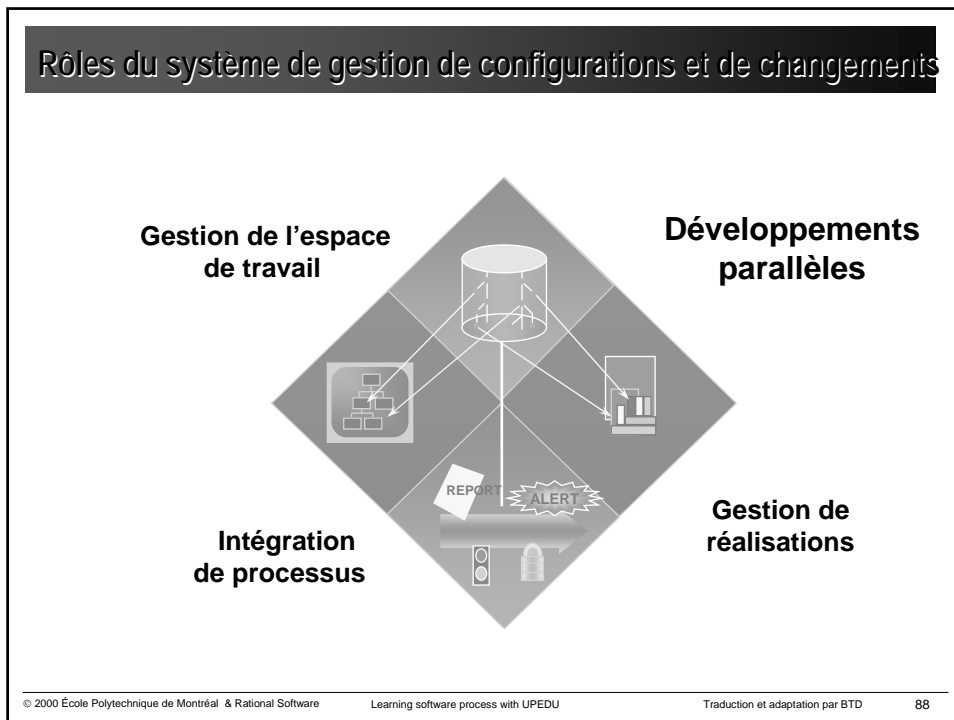 Rôles du système de gestion de configurations et de changements
Gestion de l'espace
de travail
Développements
parallèles
REPORT
ALERT
Intégration
de processus
Gestion de
réalisations
© 2000 École Polytechnique de Montréal & Rational Software
Learning software process with UPEDU
Traduction et adaptation par BTD
88